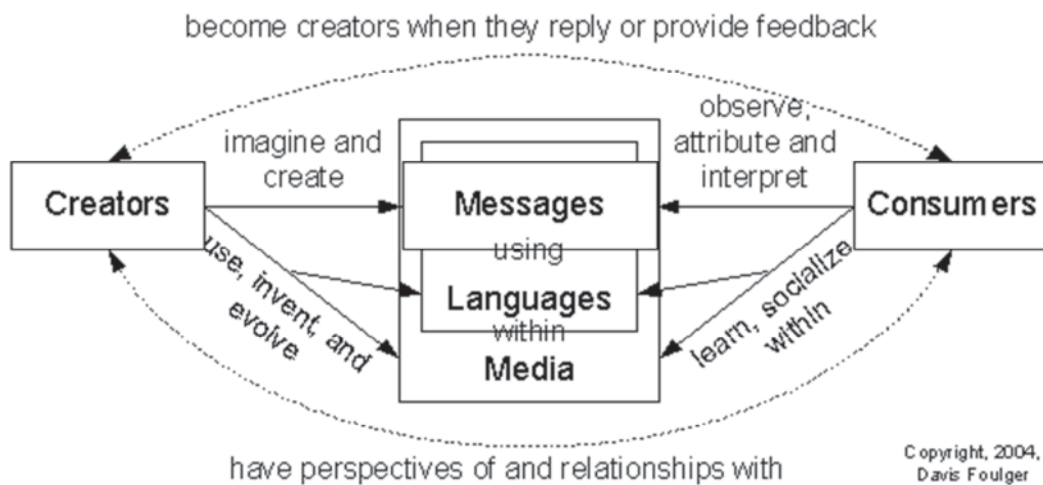 become creators when they reply or provide feedback
imagine and
create
observe,
attribute and
interpret
Creators
Messages
Consumers
using
Languages
within
Media
use, invent, and
evolve
learn, socialize
within
have perspectives of and relationships with
Copyright, 2004,
Davis Foulger